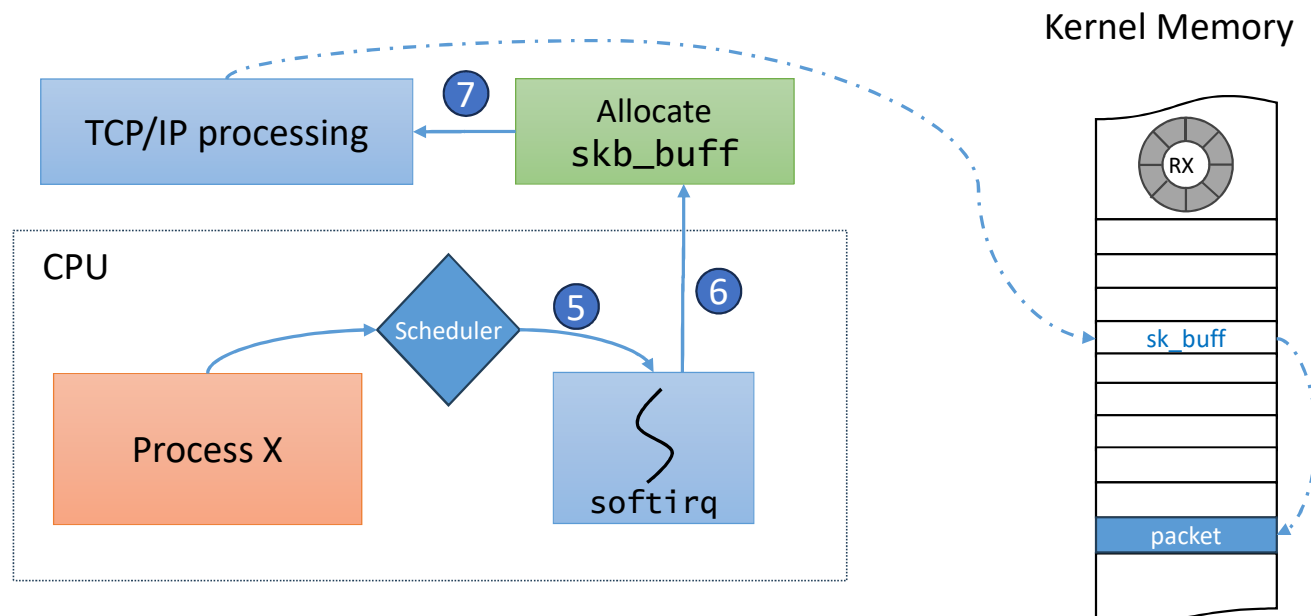 Kernel Memory
7
TCP/IP processing
Allocate
skb_buff
RX
CPU
5
6
Scheduler
sk_buff
Process X
softirq
packet